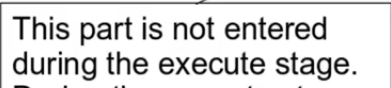 This part is not entered
during the execute stage.